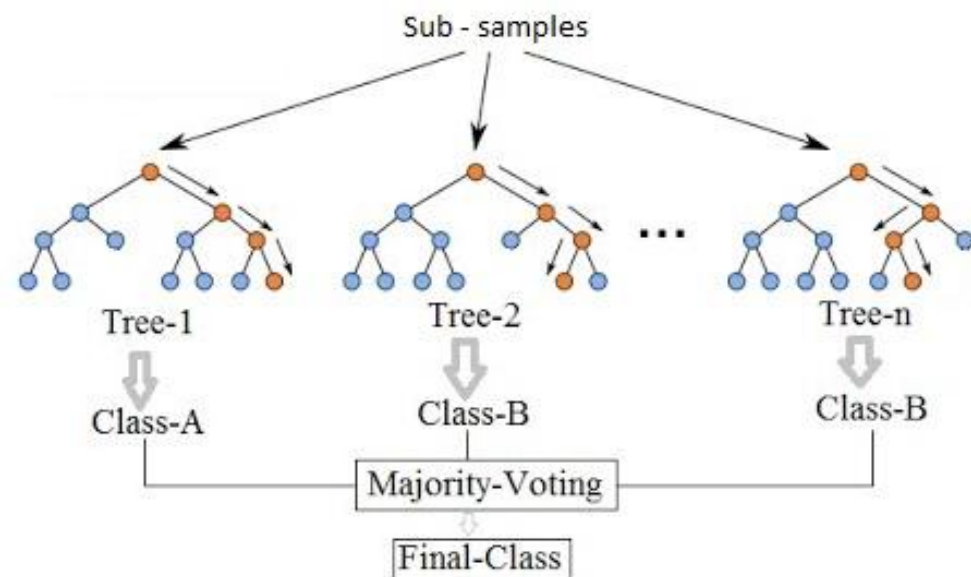 Sub - samples
...
Tree-1
Tree-2
Tree-n
Class-A
Class-B
Class-B
Majority-Voting
Final-Class